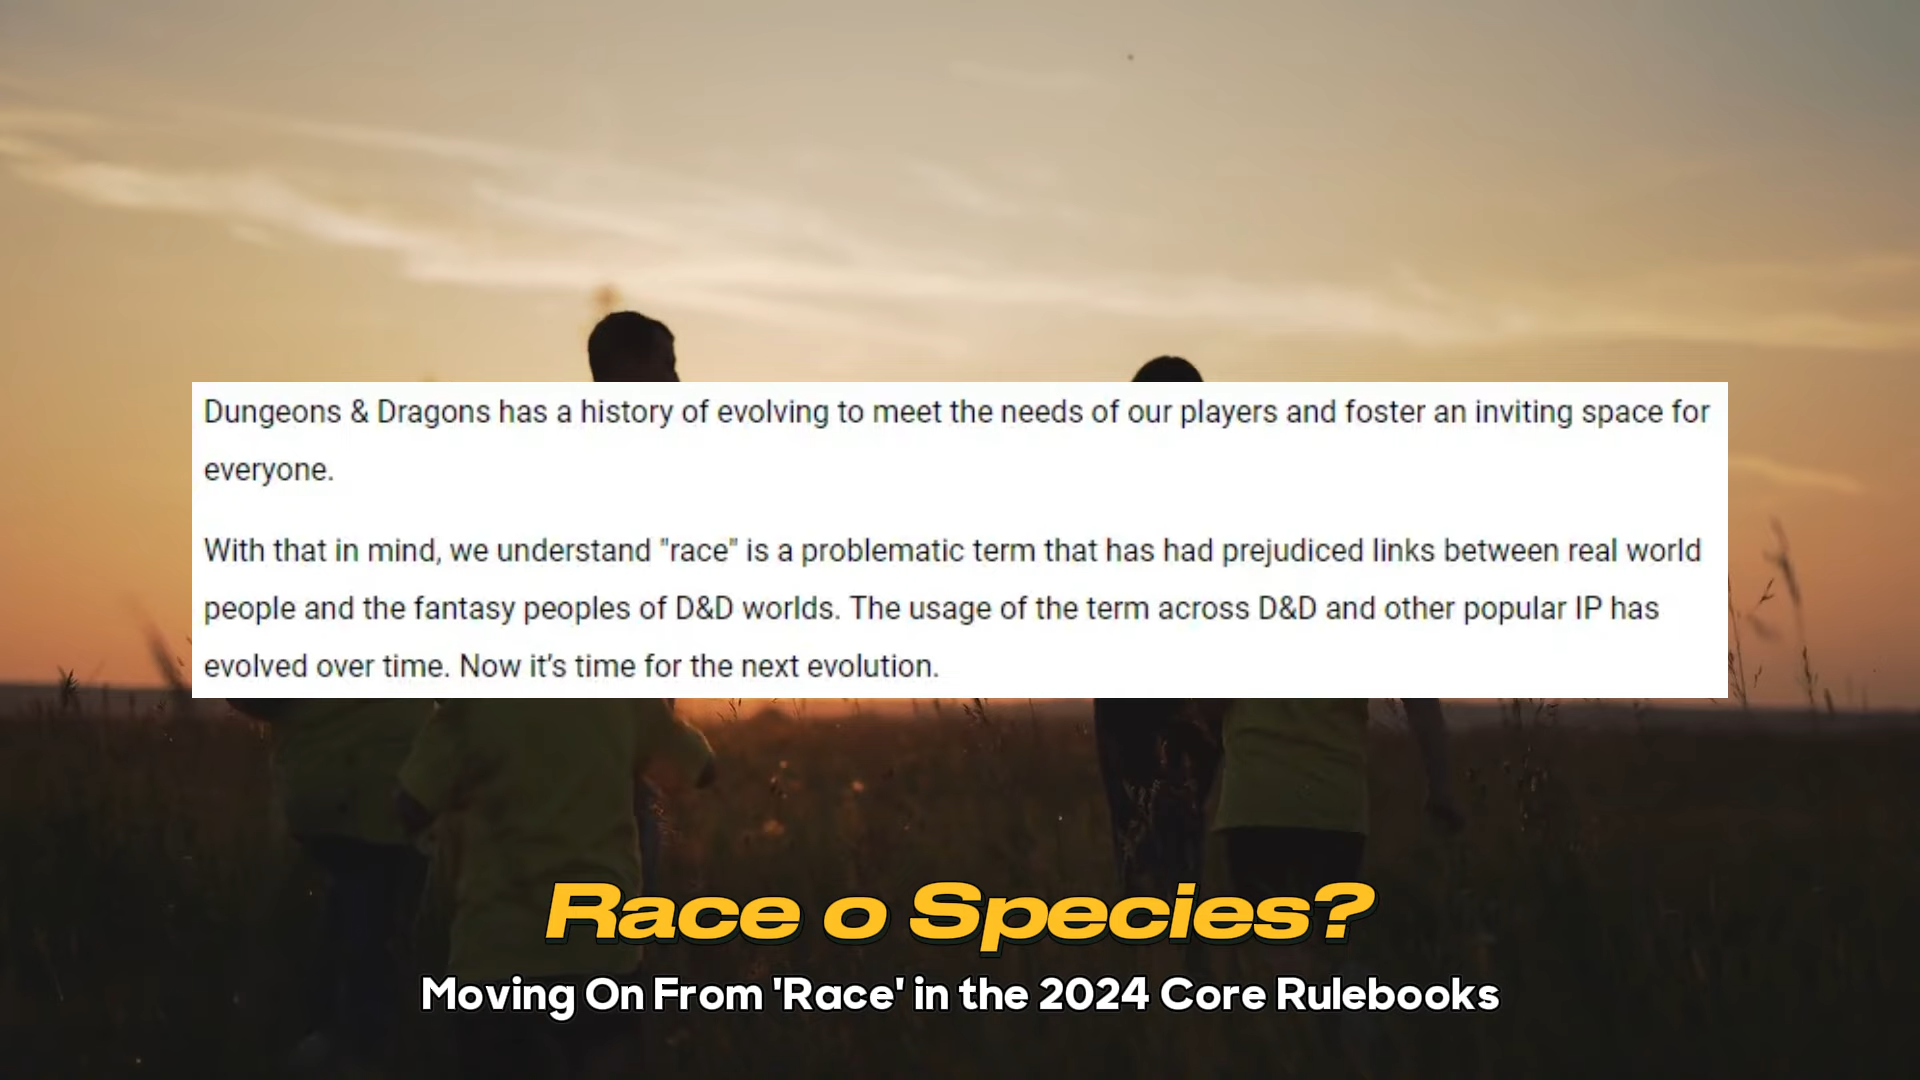 Dungeons & Dragons has a history of evolving to meet the needs of our players and foster an inviting space for
everyone.
With that in mind, we understand "race" is a problematic term that has had prejudiced links between real world
people and the fantasy peoples of D&D worlds. The usage of the term across D&D and other popular IP has
evolved over time. Now it’s time for the next evolution.
Race o Species?
Moving On From 'Race' in the 2024 Core Rulebooks